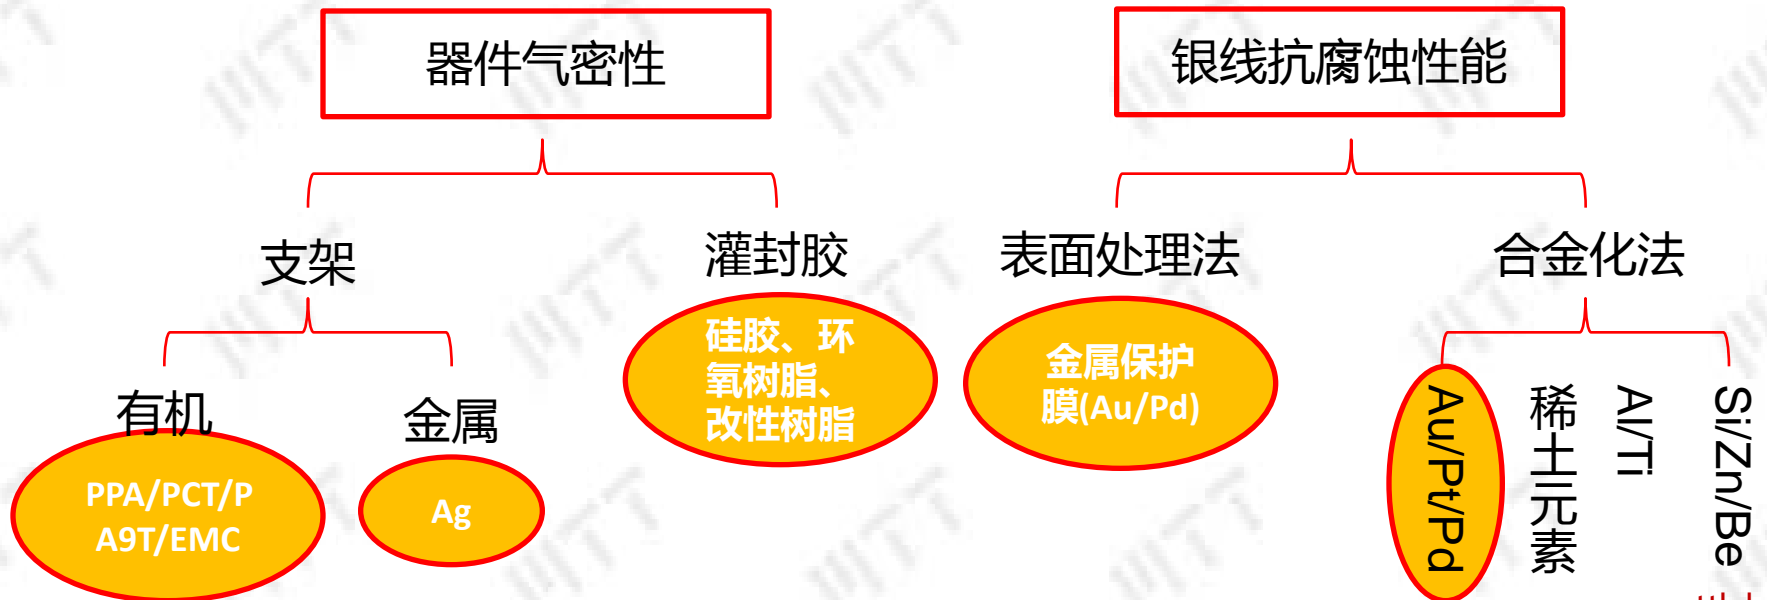 器件气密性
银线抗腐蚀性能
支架
灌封胶
表面处理法
合金化法
有机
金属
硅胶、环
氧树脂、
改性树脂
金属保护
膜(Au/Pd)
PPA/PCT/P
A9T/EMC
Ag
Au/Pt/Pd
稀土元素
Al/Ti
Si/Zn/Be